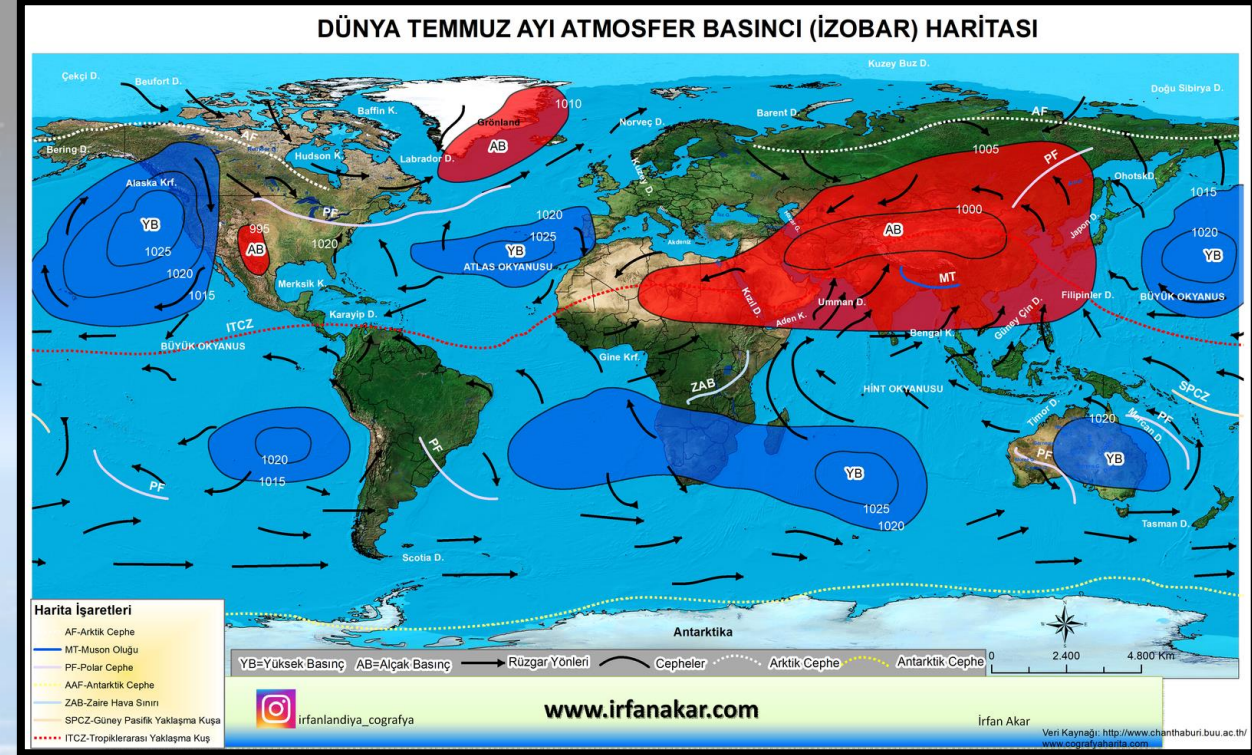 DÜNYA TEMMUZ AYI ATMOSFER BASINCI (İZOBAR) HARİTASI
Kuzey Buz D.
Çekçi D.
Beufort D.
Doğu Sibirya D.
Baffin K.
1010
Grönland
Norveç D.
Barent D.
AF
AF
Bering D.
Hudson K.
Labrador D.
AB
1005
PF
Alaska Krf.
Kuzey D.
OhotskD.
1015
PF
1020
1000
YB
995
1025
AB
1020
Japon D.
1025
AB
1020
YB
Akdeniz
YB
1020
ATLAS OKYANUSU
MT
1015
Merksik K.
Kızıl D.
Umman D.
Filipinler D.
BÜYÜK OKYANUS
Karayip D.
Aden K.
Güney Çin D.
ITCZ
Bengal K.
BÜYÜK OKYANUS
Gine Krf.
ZAB
HİNT OKYANUSU
SPCZ
Timor D.
1020
Mercan D.
PF
PF
PF
YB
1020
YB
1015
PF
1025
1020
Tasman D.
Scotia D.
Harita İşaretleri
AF-Arktik Cephe
MT-Muson Oluğu
PF-Polar Cephe
AAF-Antarktik Cephe
ZAB-Zaire Hava Sınırı
SPCZ-Güney Pasifik Yaklaşma Kuşa
ITCZ-Tropiklerarası Yaklaşma Kuş
Antarktika
YB=Yüksek Basınç AB=Alçak Basınç Rüzgar Yönleri Cepheler Arktik Cephe Antarktik Cephe
0 2.400 4.800 Km
irfanlandiya_cografya
www.irfanakar.com
İrfan Akar
Veri Kaynağı: http://www.chanthaburi.buu.ac.th/
www.cografyaharita.com